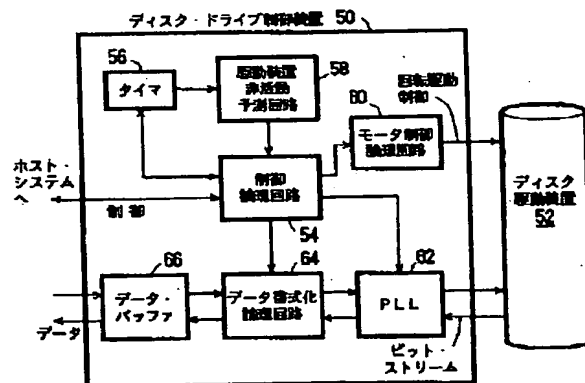 ディスク・ドライブ制御装置 50
56
タイマ
駆動装置
非活動
予測回路
58
60
モータ制御
論理回路
回転駆動
制御
ホスト・
システム
へ
制御
制御
論理回路
54
ディスク
駆動装置
52
66
データ・
バッファ
64
データ書式化
論理回路
62
PLL
データ
ビット・
ストリーム